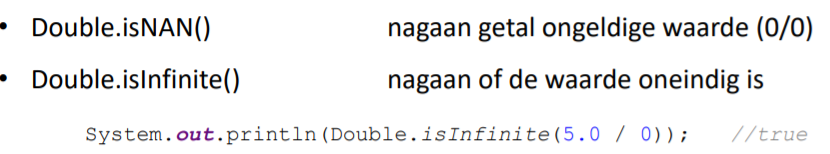 • Double.isNAN() nagaan getal ongeldige waarde (0/0)
• Double.isInfinite() nagaan of de waarde oneindig is
System.out.println(Double.isInfinite(5.0 / 0)); //true